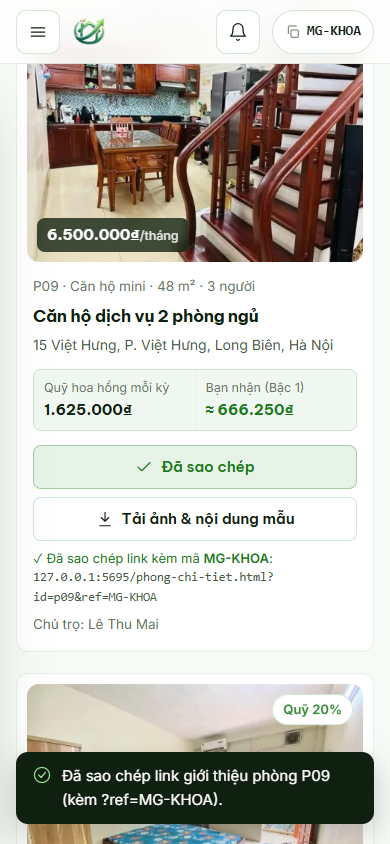 MG-KHOA
6.500.000₫/tháng
P09 · Căn hộ mini · 48 m² · 3 người
Căn hộ dịch vụ 2 phòng ngủ
15 Việt Hưng, P. Việt Hưng, Long Biên, Hà Nội
Quỹ hoa hồng mỗi kỳ
1.625.000₫
Bạn nhận (Bậc 1)
≈ 666.250₫
Đã sao chép
Tải ảnh & nội dung mẫu
✓ Đã sao chép link kèm mã MG-KHOA:
127.0.0.1:5695/phong-chi-tiet.html?
id=p09&ref=MG-KHOA
Chủ trọ: Lê Thu Mai
Quỹ 20%
Đã sao chép link giới thiệu phòng P09
(kèm ?ref=MG-KHOA).